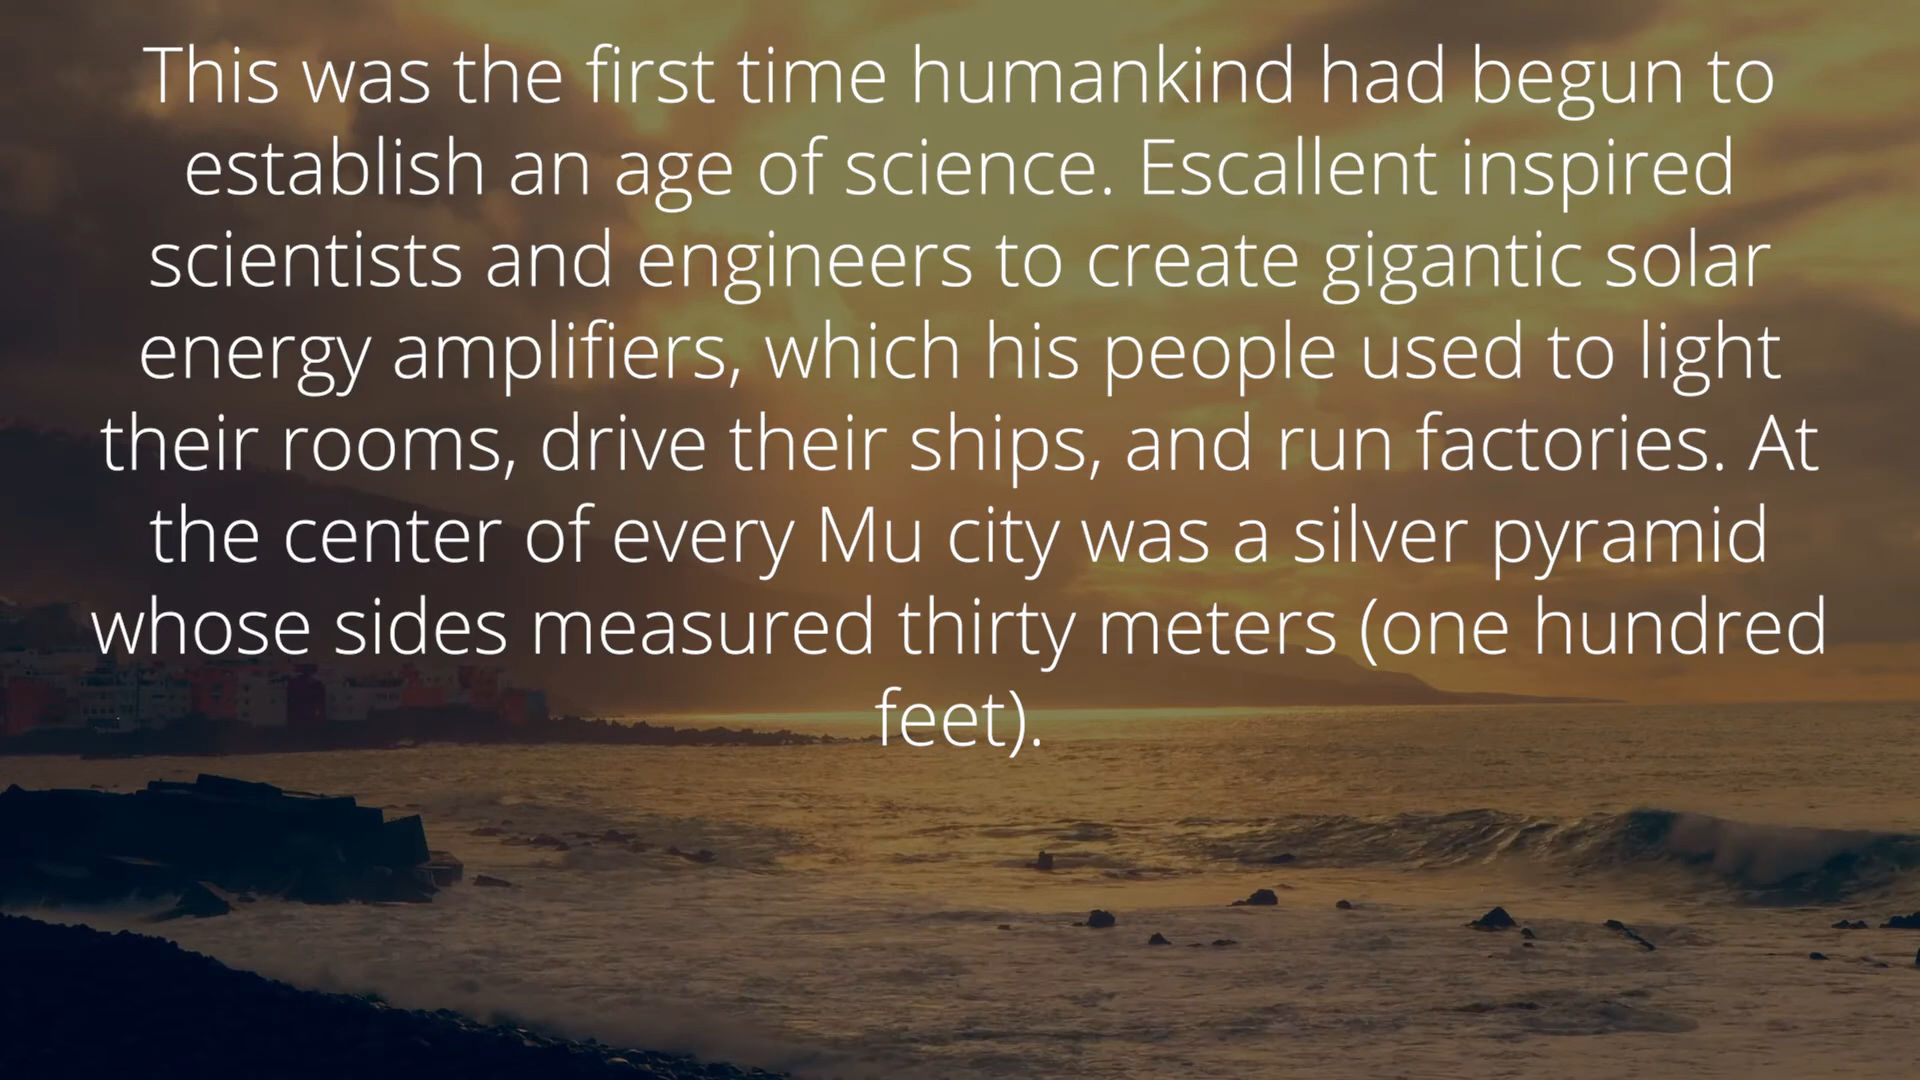 This was the first time humankind had begun to
establish an age of science. Escallent inspired
scientists and engineers to create gigantic solar
energy amplifiers, which his people used to light
their rooms, drive their ships, and run factories. At
the center of every Mu city was a silver pyramid
whose sides measured thirty meters (one hundred
feet).